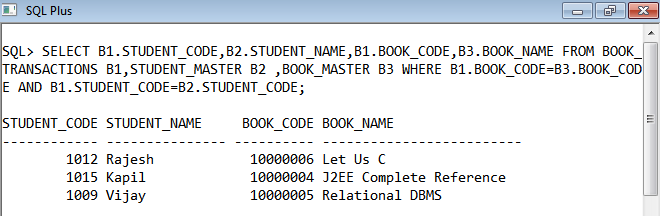 SQL Plus
SQL> SELECT B1.STUDENT_CODE,B2.STUDENT_NAME,B1.BOOK_CODE,B3.BOOK_NAME FROM BOOK_
TRANSACTIONS B1,STUDENT_MASTER B2 ,BOOK_MASTER B3 WHERE B1.BOOK_CODE=B3.BOOK_COD
E AND B1.STUDENT_CODE=B2.STUDENT_CODE;
STUDENT_CODE STUDENT_NAME     BOOK_CODE BOOK_NAME
------------ --------------- ---------- -------------------------
        1012 Rajesh            10000006 Let Us C
        1015 Kapil             10000004 J2EE Complete Reference
        1009 Vijay             10000005 Relational DBMS